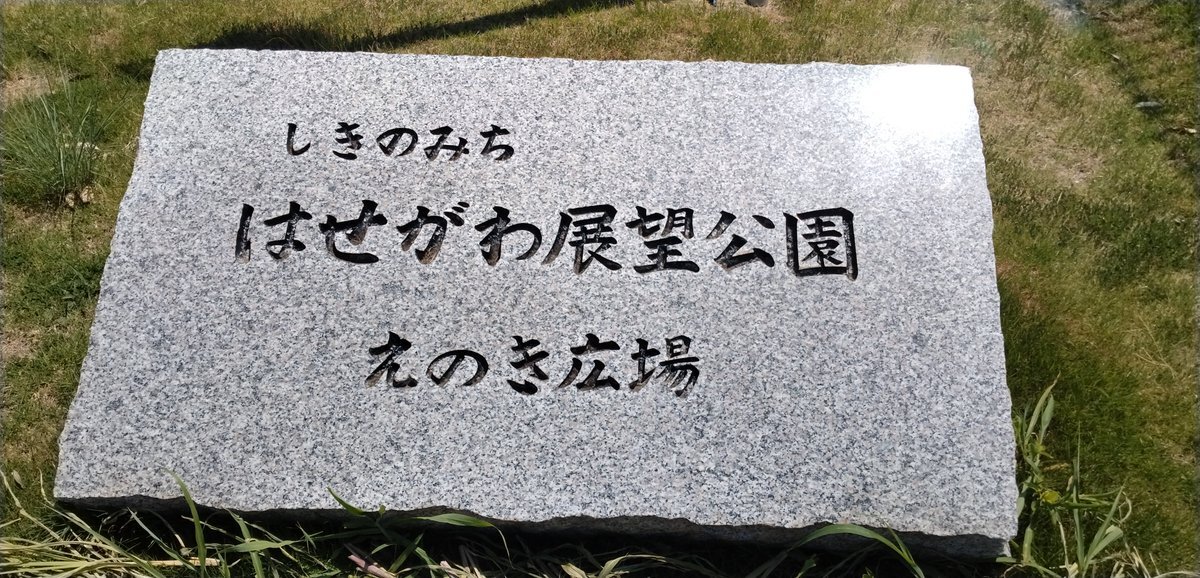 しきのみち
はせがわ展望公園
えのき広場